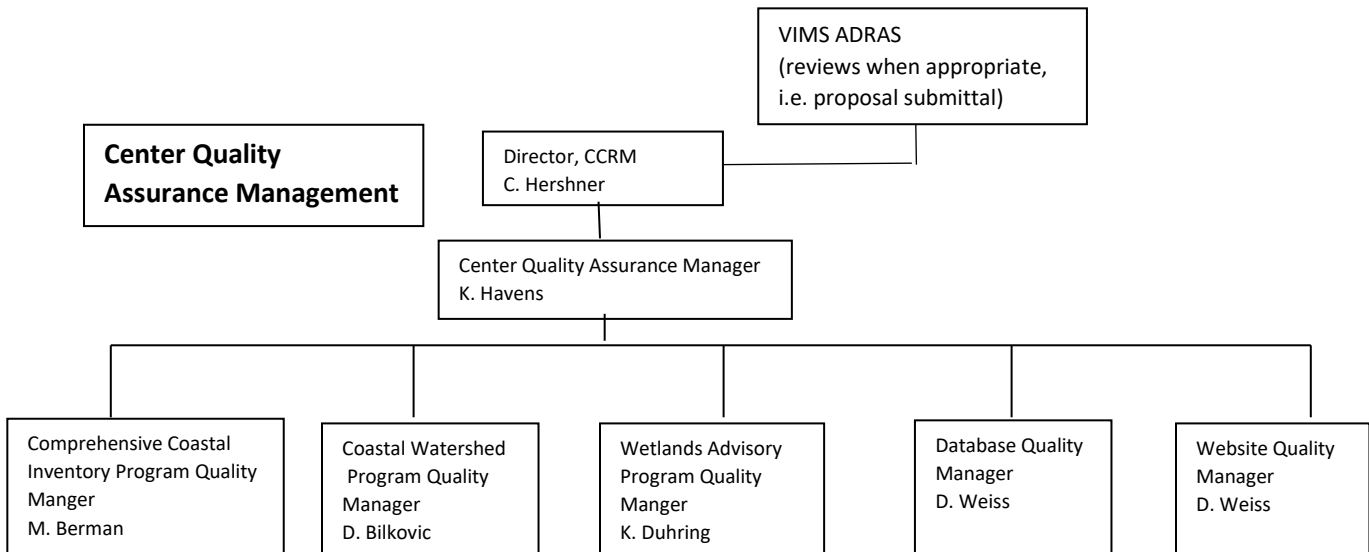 VIMS ADRAS
(reviews when appropriate,
i.e. proposal submittal)
Center Quality
Assurance Management
Director, CCRM
C. Hershner
Center Quality Assurance Manager
K. Havens
Comprehensive Coastal
Inventory Program Quality
Manger
M. Berman
Coastal Watershed
Program Quality
Manager
D. Bilkovic
Wetlands Advisory
Program Quality
Manger
K. Duhring
Database Quality
Manager
D. Weiss
Website Quality
Manager
D. Weiss